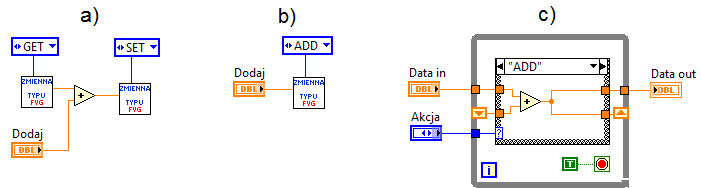 a)
GET
SET
ZMIENNA
TYPU
FVG
ZMIENNA
TYPU
FVG
+
Dodaj
DBL
b)
ADD
Dodaj
DBL
ZMIENNA
TYPU
FVG
c)
"ADD"
Data in
DBL
+
Data out
DBL
Akcja
?
T
i